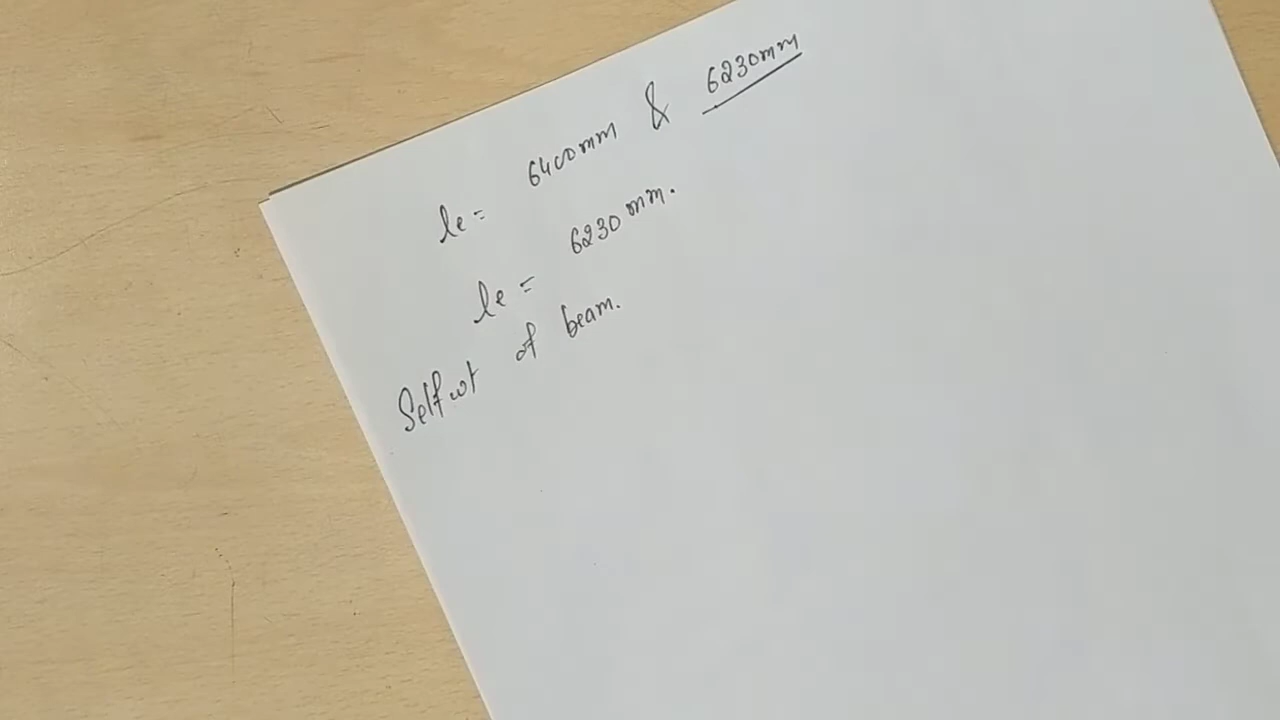 le = 6400mm & 6230mm
le = 6230 mm.
Self wt of beam.